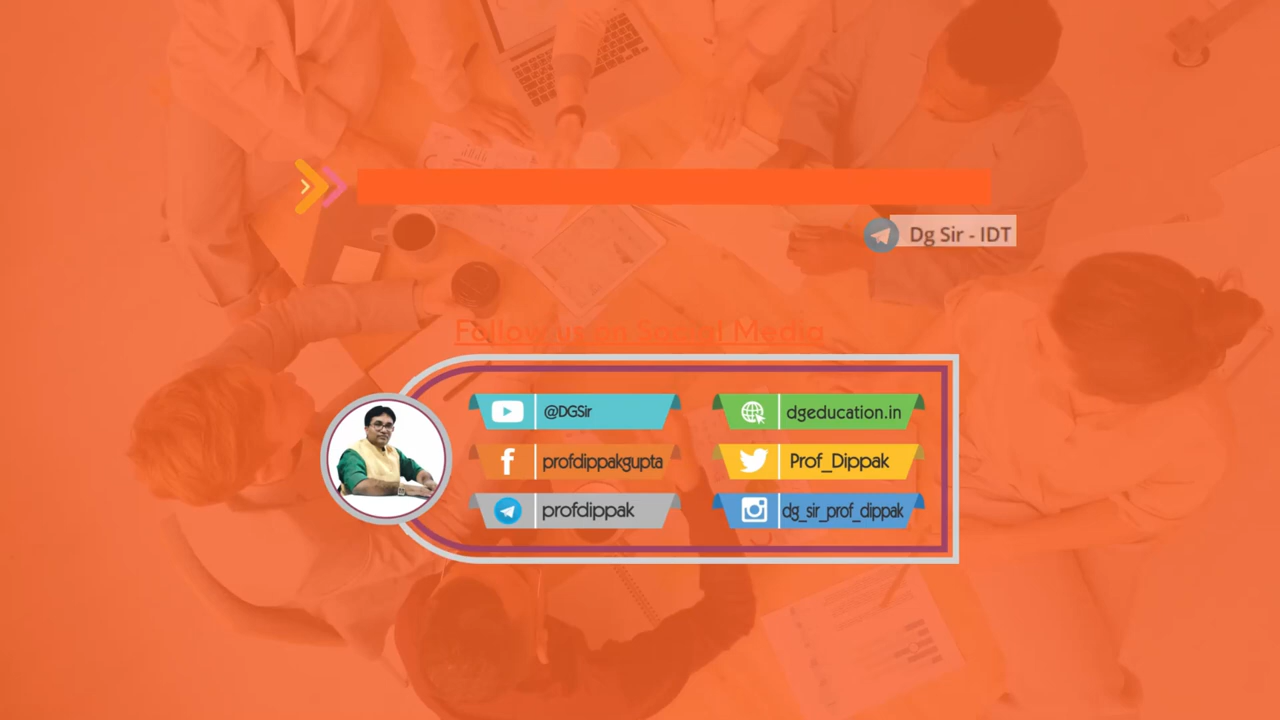 Dg Sir - IDT
Follow us on Social Media
@DGSir
dgeducation.in
profdippakgupta
Prof_Dippak
profdippak
dg_sir_prof_dippak